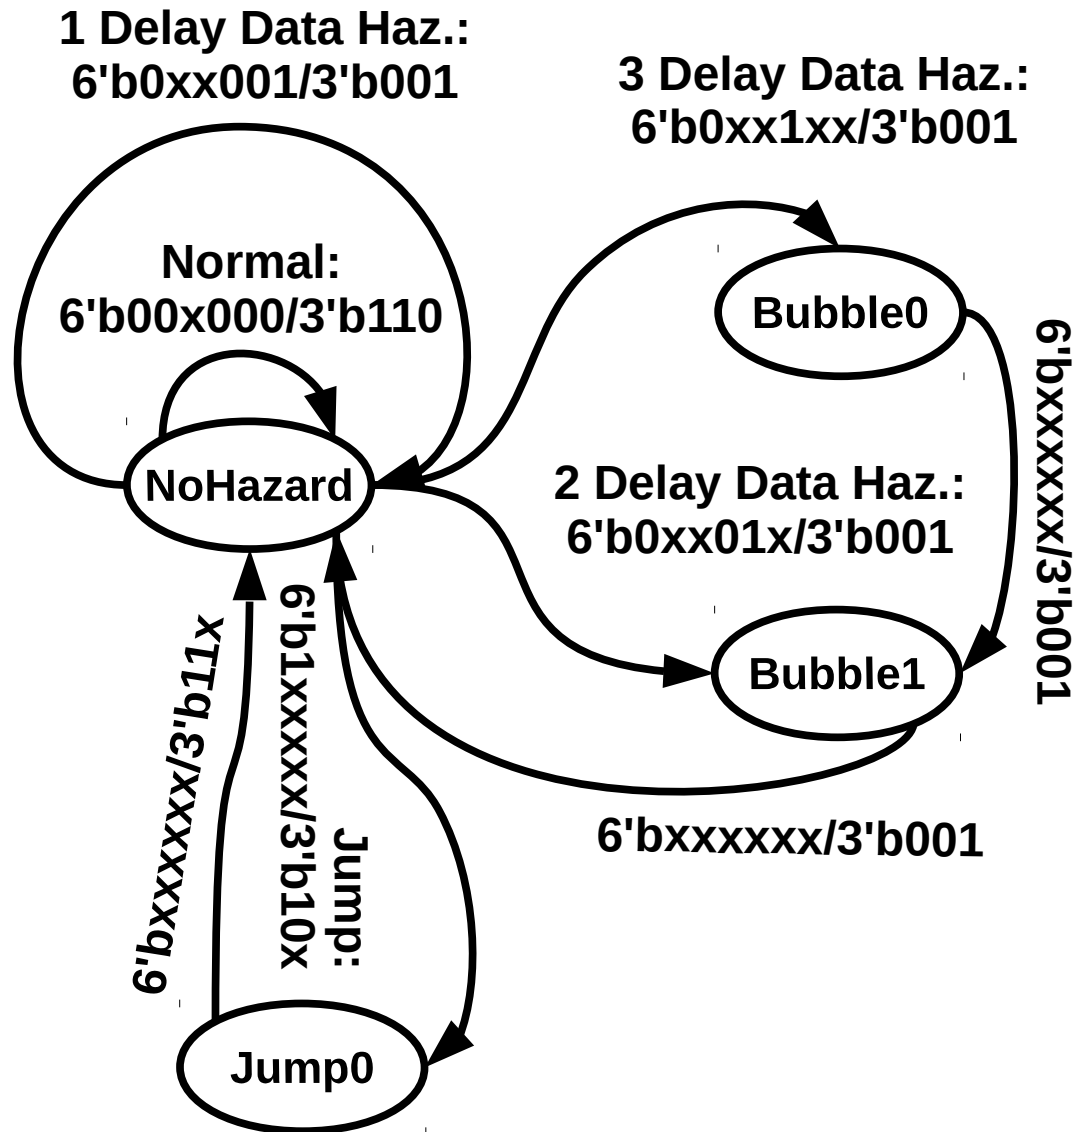 1 Delay Data Haz.:
6'b0xx001/3'b001
3 Delay Data Haz.:
6'b0xx1xx/3'b001
Normal:
6'b00x000/3'b110
Bubble0
6'bxxxxxx/3'b001
NoHazard
2 Delay Data Haz.:
6'b0xx01x/3'b001
Bubble1
6'bxxxxxx/3'b11x
6'b1xxxxx/3'b10x
Jump:
6'bxxxxxx/3'b001
Jump0